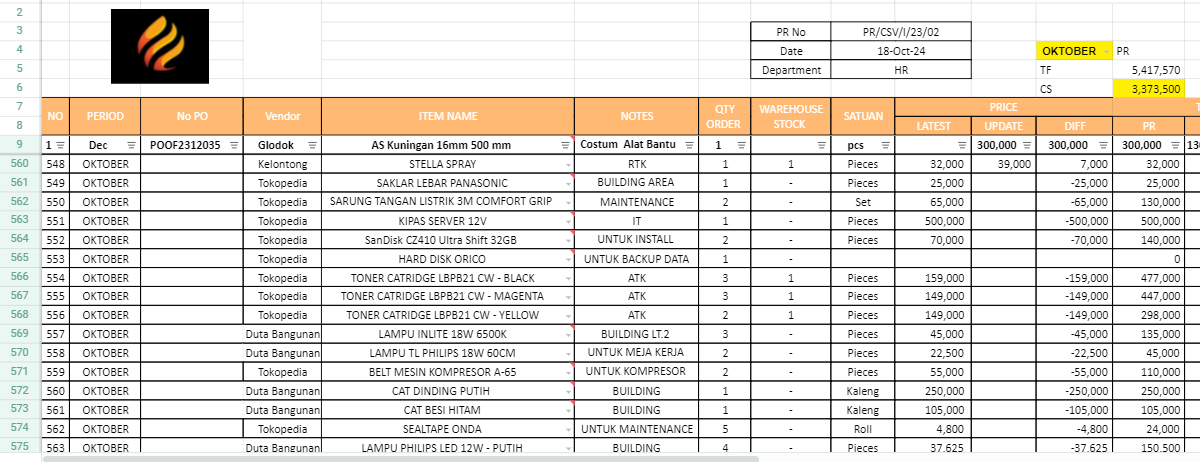 2
3 PR No PR/CSV/I/23/02
4 Date 18-Oct-24 OKTOBER PR
5 Department HR TF 5,417,570
6 CS 3,373,500
7 NO PERIOD No PO Vendor ITEM NAME NOTES QTY ORDER WAREHOUSE STOCK SATUAN PRICE T
8 LATEST UPDATE DIFF PR
9 1 Dec POOF2312035 Glodok AS Kuningan 16mm 500 mm Costum Alat Bantu 1 pcs 300,000 300,000 300,000 13
560 548 OKTOBER Kelontong STELLA SPRAY RTK 1 1 Pieces 32,000 39,000 7,000 32,000
561 549 OKTOBER Tokopedia SAKLAR LEBAR PANASONIC BUILDING AREA 1 - Pieces 25,000 -25,000 25,000
562 550 OKTOBER Tokopedia SARUNG TANGAN LISTRIK 3M COMFORT GRIP MAINTENANCE 2 - Set 65,000 -65,000 130,000
563 551 OKTOBER Tokopedia KIPAS SERVER 12V IT 1 - Pieces 500,000 -500,000 500,000
564 552 OKTOBER Tokopedia SanDisk CZ410 Ultra Shift 32GB UNTUK INSTALL 2 - Pieces 70,000 -70,000 140,000
565 553 OKTOBER Tokopedia HARD DISK ORICO UNTUK BACKUP DATA 1 - 0
566 554 OKTOBER Tokopedia TONER CATRIDGE LBPB21 CW - BLACK ATK 3 1 Pieces 159,000 -159,000 477,000
567 555 OKTOBER Tokopedia TONER CATRIDGE LBPB21 CW - MAGENTA ATK 3 1 Pieces 149,000 -149,000 447,000
568 556 OKTOBER Tokopedia TONER CATRIDGE LBPB21 CW - YELLOW ATK 2 1 Pieces 149,000 -149,000 298,000
569 557 OKTOBER Duta Bangunan LAMPU INLITE 18W 6500K BUILDING LT.2 3 - Pieces 45,000 -45,000 135,000
570 558 OKTOBER Duta Bangunan LAMPU TL PHILIPS 18W 60CM UNTUK MEJA KERJA 2 - Pieces 22,500 -22,500 45,000
571 559 OKTOBER Tokopedia BELT MESIN KOMPRESOR A-65 UNTUK KOMPRESOR 2 - Pieces 55,000 -55,000 110,000
572 560 OKTOBER Duta Bangunan CAT DINDING PUTIH BUILDING 1 - Kaleng 250,000 -250,000 250,000
573 561 OKTOBER Duta Bangunan CAT BESI HITAM BUILDING 1 - Kaleng 105,000 -105,000 105,000
574 562 OKTOBER Tokopedia SEALTAPE ONDA UNTUK MAINTENANCE 5 - Roll 4,800 -4,800 24,000
575 563 OKTOBER Duta Bangunan LAMPU PHILIPS LED 12W - PUTIH BUILDING 4 - Pieces 37,625 -37,625 150,500